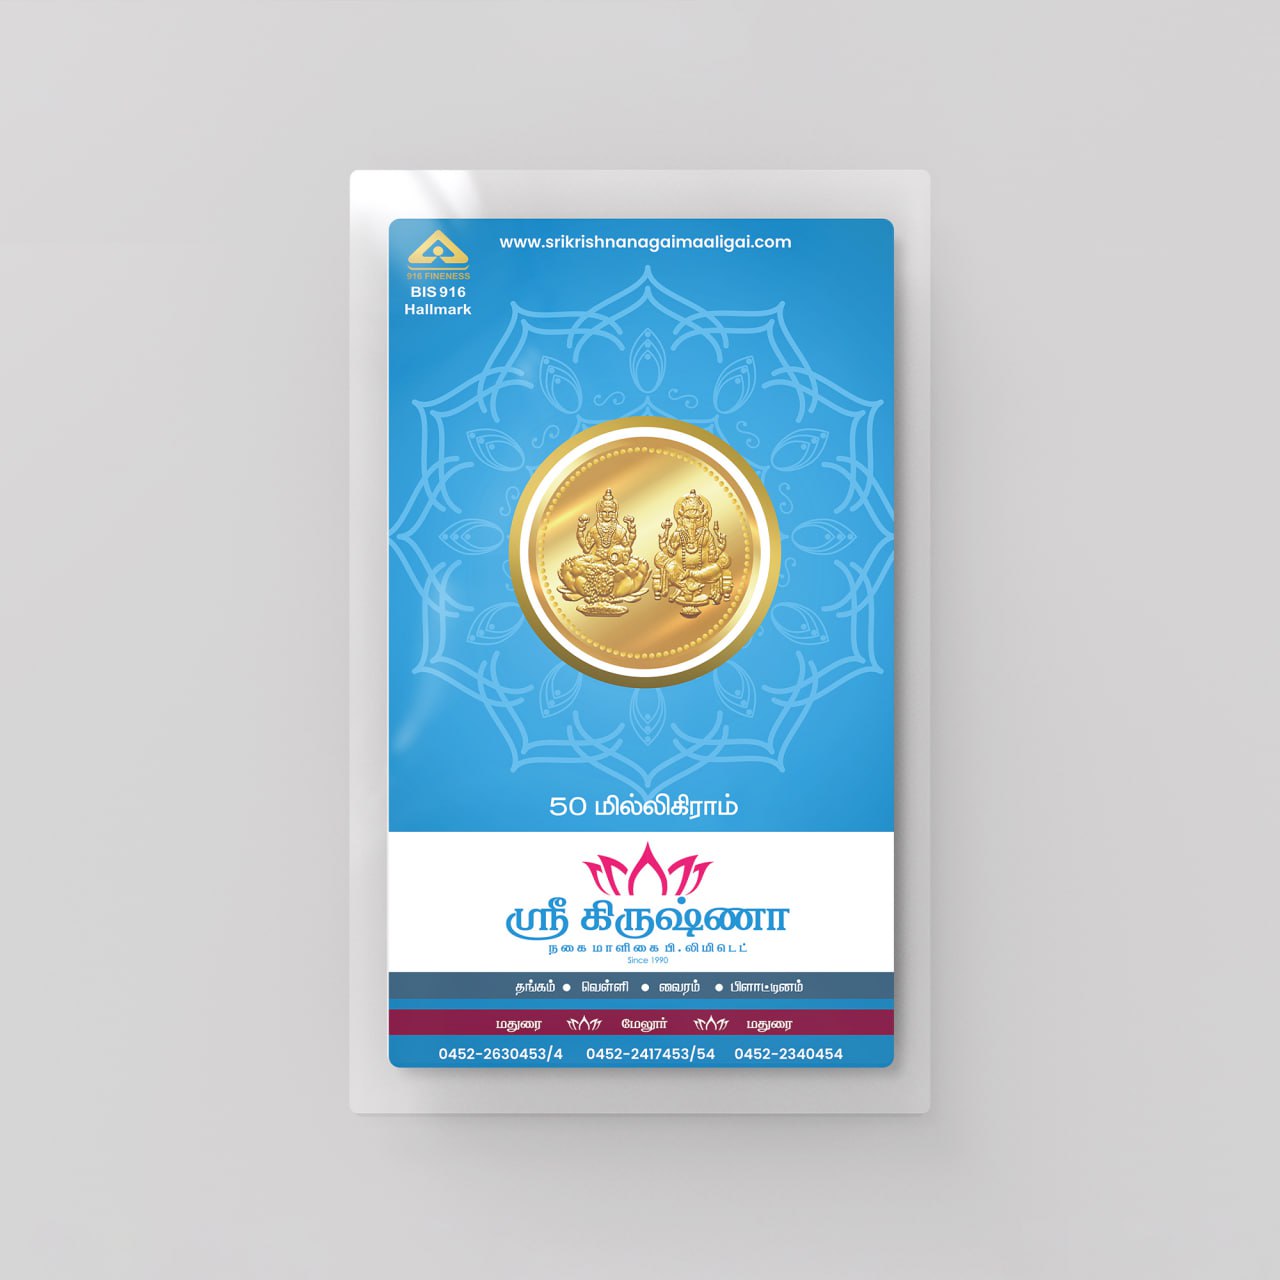 www.srikrishnanagaimaaligai.com
916 FINENESS
BIS 916
Hallmark
50 மில்லிகிராம்
ஸ்ரீ கிருஷ்ணா
நகை மாளிகை பி.லிமிடெட்
Since 1990
தங்கம் ● வெள்ளி ● வைரம் ● பிளாட்டினம்
மதுரை மேலூர் மதுரை
0452-2630453/4 0452-2417453/54 0452-2340454